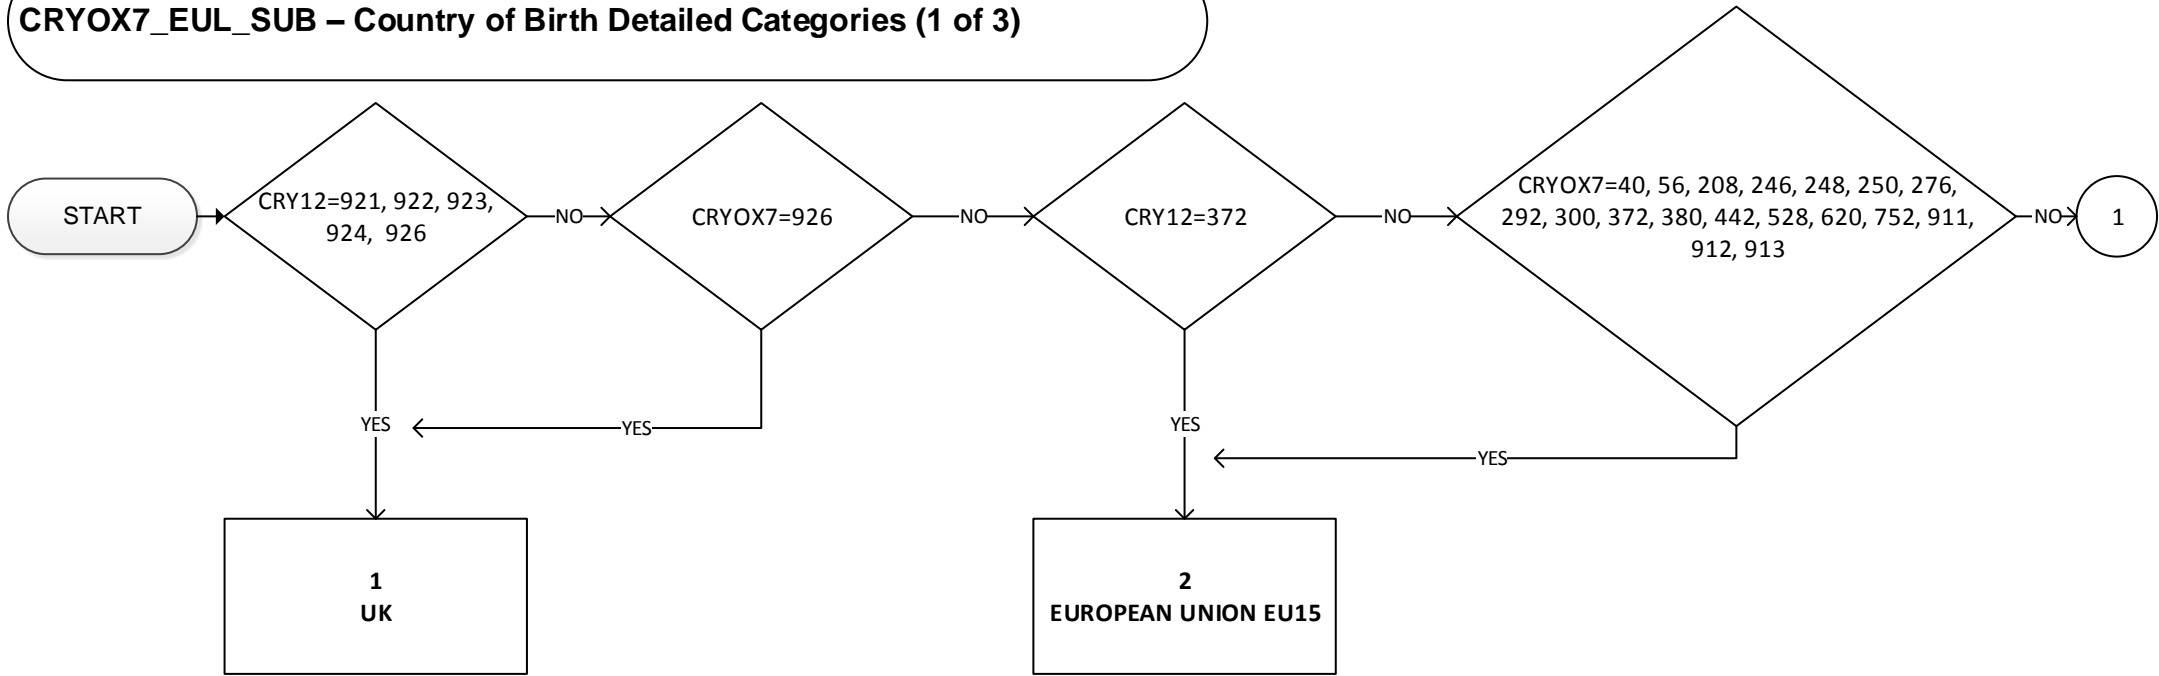 CRYOX7_EUL_SUB – Country of Birth Detailed Categories (1 of 3)
START
CRY12=921, 922, 923,
924, 926
NO
CRYOX7=926
NO
CRY12=372
NO
CRYOX7=40, 56, 208, 246, 248, 250, 276,
292, 300, 372, 380, 442, 528, 620, 752, 911,
912, 913
NO
1
YES
YES
YES
YES
1
UK
2
EUROPEAN UNION EU15